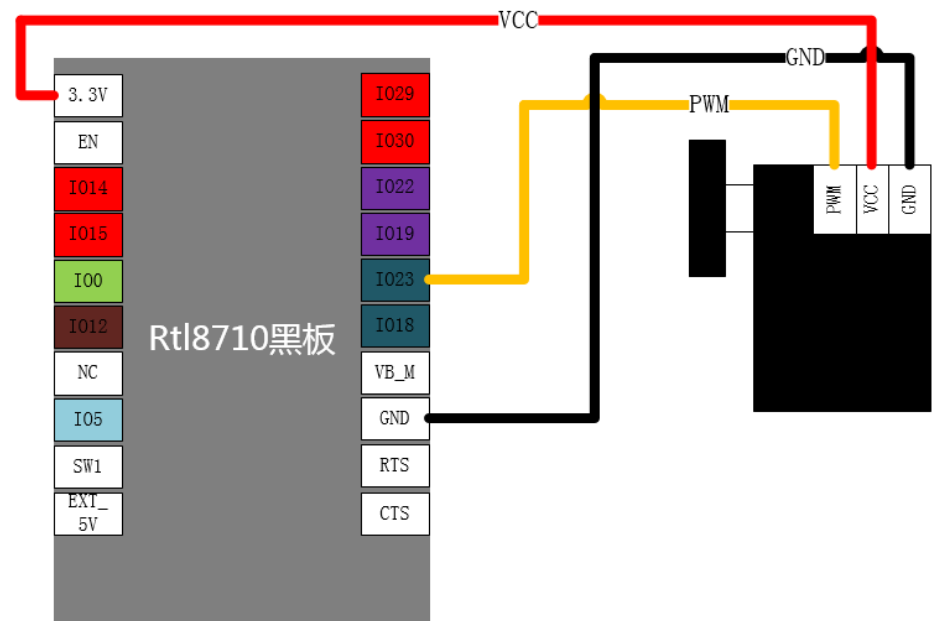 VCC
GND
PWM
3.3V
EN
IO14
IO15
IO0
IO12
NC
IO5
SW1
EXT_
5V
Rtl8710黑板
IO29
IO30
IO22
IO19
IO23
IO18
VB_M
GND
RTS
CTS
PWM
VCC
GND